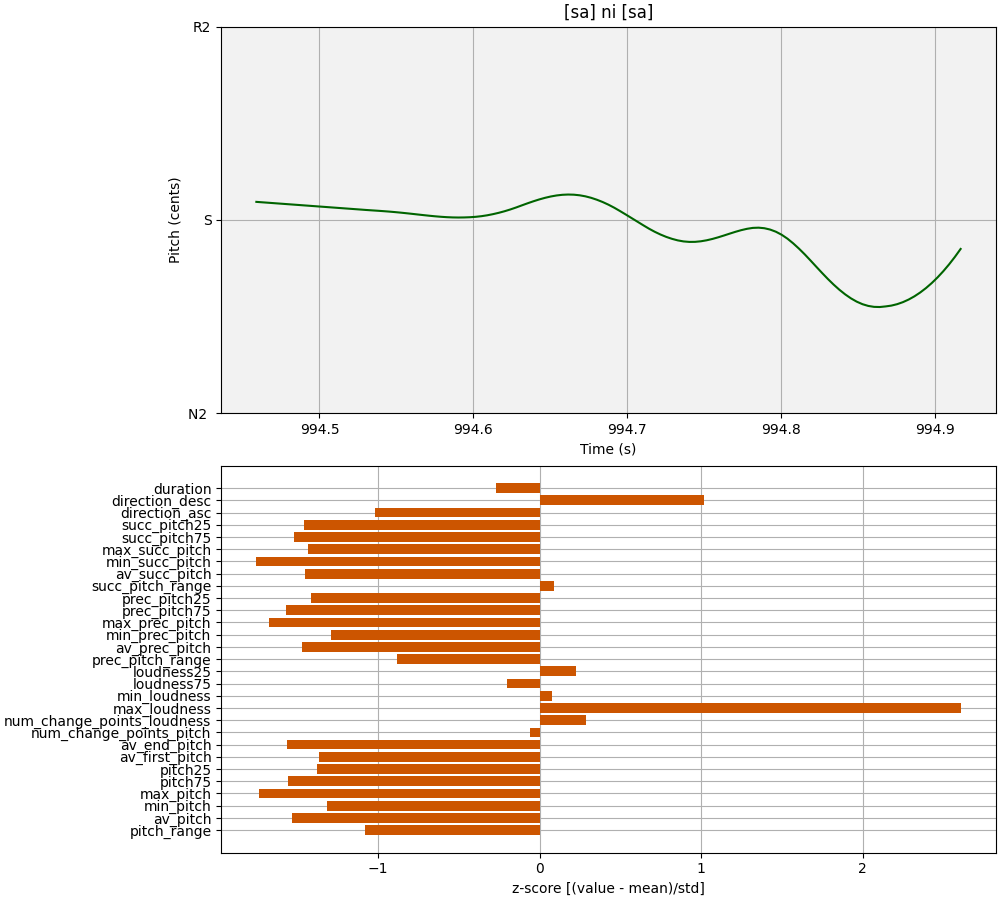 [sa] ni [sa]
R2
S
N2
Pitch (cents)
994.5 994.6 994.7 994.8 994.9
Time (s)
duration
direction_desc
direction_asc
succ_pitch25
succ_pitch75
max_succ_pitch
min_succ_pitch
av_succ_pitch
succ_pitch_range
prec_pitch25
prec_pitch75
max_prec_pitch
min_prec_pitch
av_prec_pitch
prec_pitch_range
loudness25
loudness75
min_loudness
max_loudness
num_change_points_loudness
num_change_points_pitch
av_end_pitch
av_first_pitch
pitch25
pitch75
max_pitch
min_pitch
av_pitch
pitch_range
−1 0 1 2
z-score [(value - mean)/std]